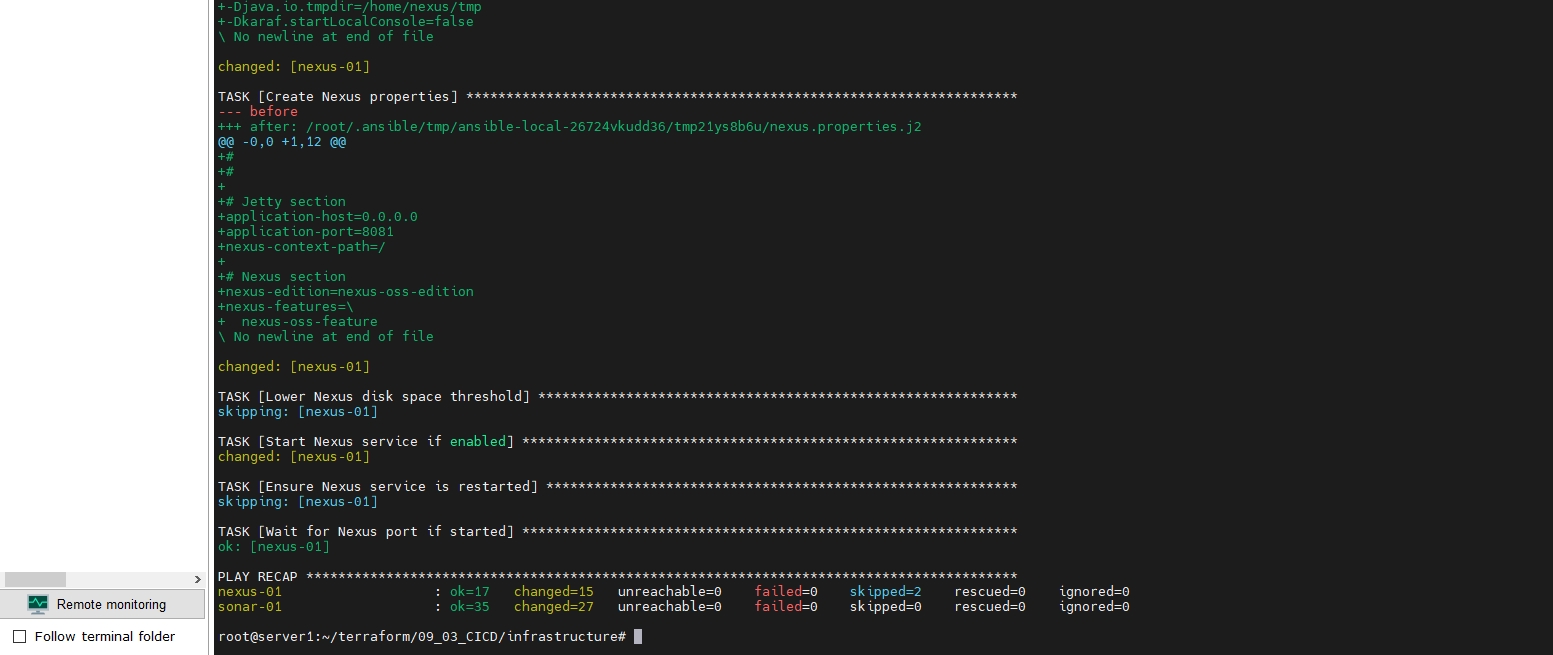 +-Djava.io.tmpdir=/home/nexus/tmp
+-Dkaraf.startLocalConsole=false
\ No newline at end of file
changed: [nexus-01]
TASK [Create Nexus properties] *********************************************************************
--- before
+++ after: /root/.ansible/tmp/ansible-local-26724vkudd36/tmp21ys8b6u/nexus.properties.j2
@@ -0,0 +1,12 @@
+#
+#
+
+# Jetty section
+application-host=0.0.0.0
+application-port=8081
+nexus-context-path=/
+
+# Nexus section
+nexus-edition=nexus-oss-edition
+nexus-features=\
+  nexus-oss-feature
\ No newline at end of file
changed: [nexus-01]
TASK [Lower Nexus disk space threshold] ************************************************************
skipping: [nexus-01]
TASK [Start Nexus service if enabled] **************************************************************
changed: [nexus-01]
TASK [Ensure Nexus service is restarted] ***********************************************************
skipping: [nexus-01]
TASK [Wait for Nexus port if started] **************************************************************
ok: [nexus-01]
PLAY RECAP *****************************************************************************************
nexus-01                   : ok=17   changed=15   unreachable=0    failed=0    skipped=2    rescued=0    ignored=0
sonar-01                   : ok=35   changed=27   unreachable=0    failed=0    skipped=0    rescued=0    ignored=0
root@server1:~/terraform/09_03_CICD/infrastructure#
Remote monitoring
Follow terminal folder